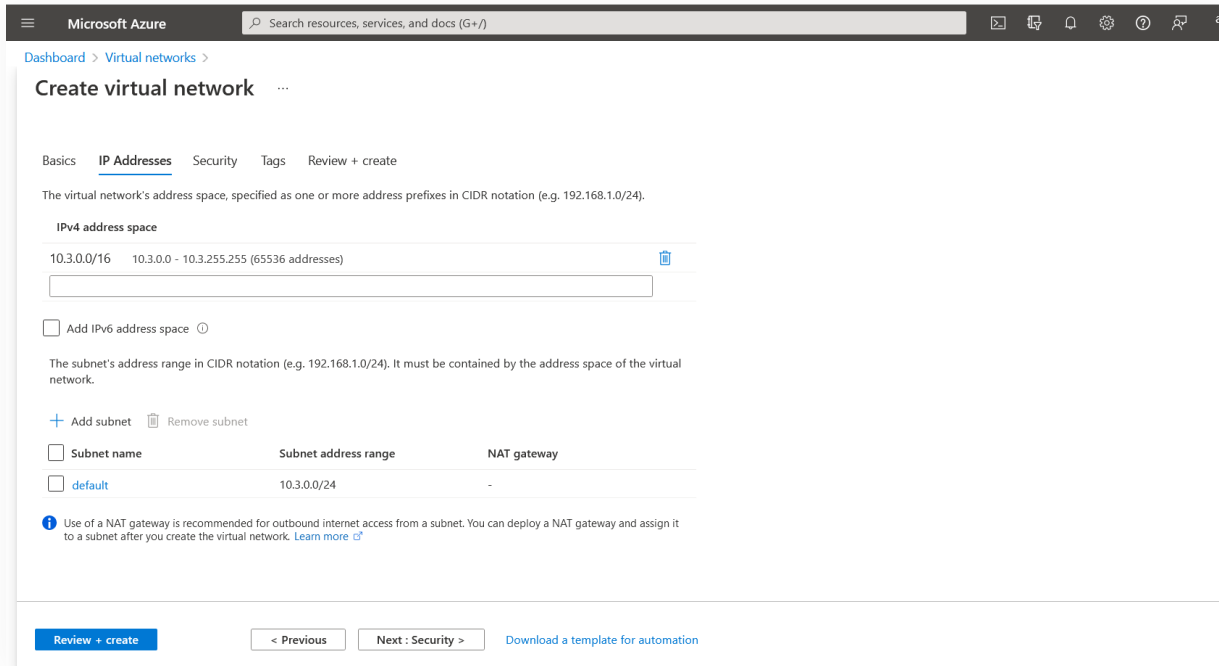 Microsoft Azure
Search resources, services, and docs (G+/)
Dashboard > Virtual networks >
Create virtual network ...
Basics IP Addresses Security Tags Review + create
The virtual network's address space, specified as one or more address prefixes in CIDR notation (e.g. 192.168.1.0/24).
IPv4 address space
10.3.0.0/16 10.3.0.0 - 10.3.255.255 (65536 addresses)
Add IPv6 address space
The subnet's address range in CIDR notation (e.g. 192.168.1.0/24). It must be contained by the address space of the virtual
network.
+ Add subnet Remove subnet
Subnet name Subnet address range NAT gateway
default 10.3.0.0/24 -
Use of a NAT gateway is recommended for outbound internet access from a subnet. You can deploy a NAT gateway and assign it
to a subnet after you create the virtual network. Learn more
Review + create < Previous Next : Security > Download a template for automation